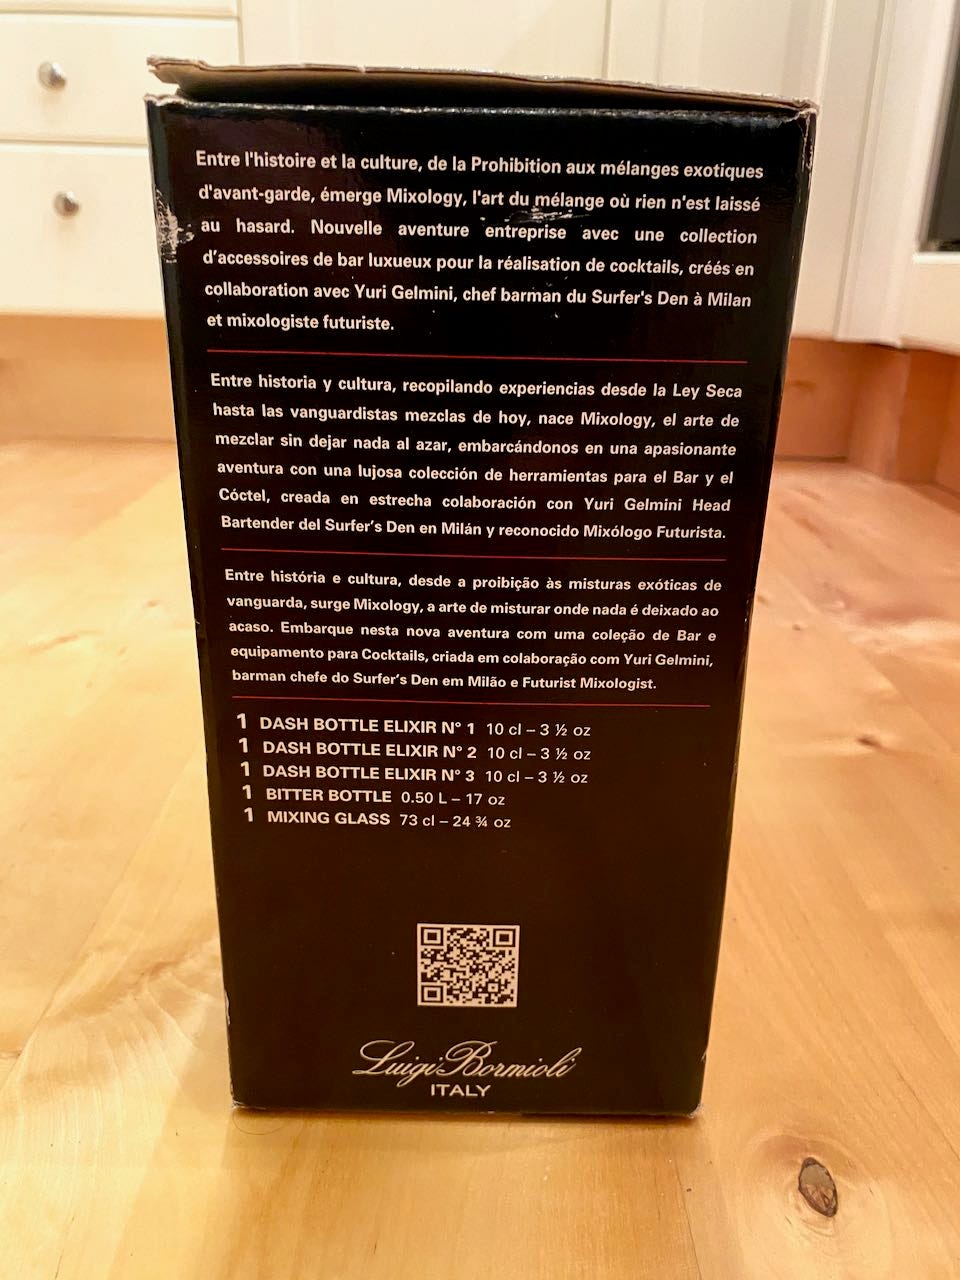 Entre l'histoire et la culture, de la Prohibition aux mélanges exotiques
d'avant-garde, émerge Mixology, l'art du mélange où rien n'est laissé
au hasard. Nouvelle aventure entreprise avec une collection
d'accessoires de bar luxueux pour la réalisation de cocktails, créés en
collaboration avec Yuri Gelmini, chef barman du Surfer's Den à Milan
et mixologiste futuriste.
Entre historia y cultura, recopilando experiencias desde la Ley Seca
hasta las vanguardistas mezclas de hoy, nace Mixology, el arte de
mezclar sin dejar nada al azar, embarcándonos en una apasionante
aventura con una lujosa colección de herramientas para el Bar y el
Cóctel, creada en estrecha colaboración con Yuri Gelmini Head
Bartender del Surfer's Den en Milán y reconocido Mixólogo Futurista.
Entre história e cultura, desde a proibição às misturas exóticas de
vanguarda, surge Mixology, a arte de misturar onde nada é deixado ao
acaso. Embarque nesta nova aventura com uma coleção de Bar e
equipamento para Cocktails, criada em colaboração com Yuri Gelmini,
barman chefe do Surfer's Den em Milão e Futurist Mixologist.
1 DASH BOTTLE ELIXIR N° 1 10 cl – 3 ½ oz
1 DASH BOTTLE ELIXIR N° 2 10 cl – 3 ½ oz
1 DASH BOTTLE ELIXIR N° 3 10 cl – 3 ½ oz
1 BITTER BOTTLE 0.50 L – 17 oz
1 MIXING GLASS 73 cl – 24 ¾ oz
Luigi Bormioli
ITALY